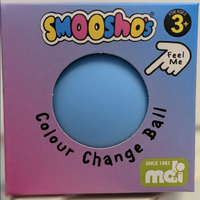 SMOOSHO's
3+
Feel
Me
Colour Change Ball
SINCE 1983
mdi